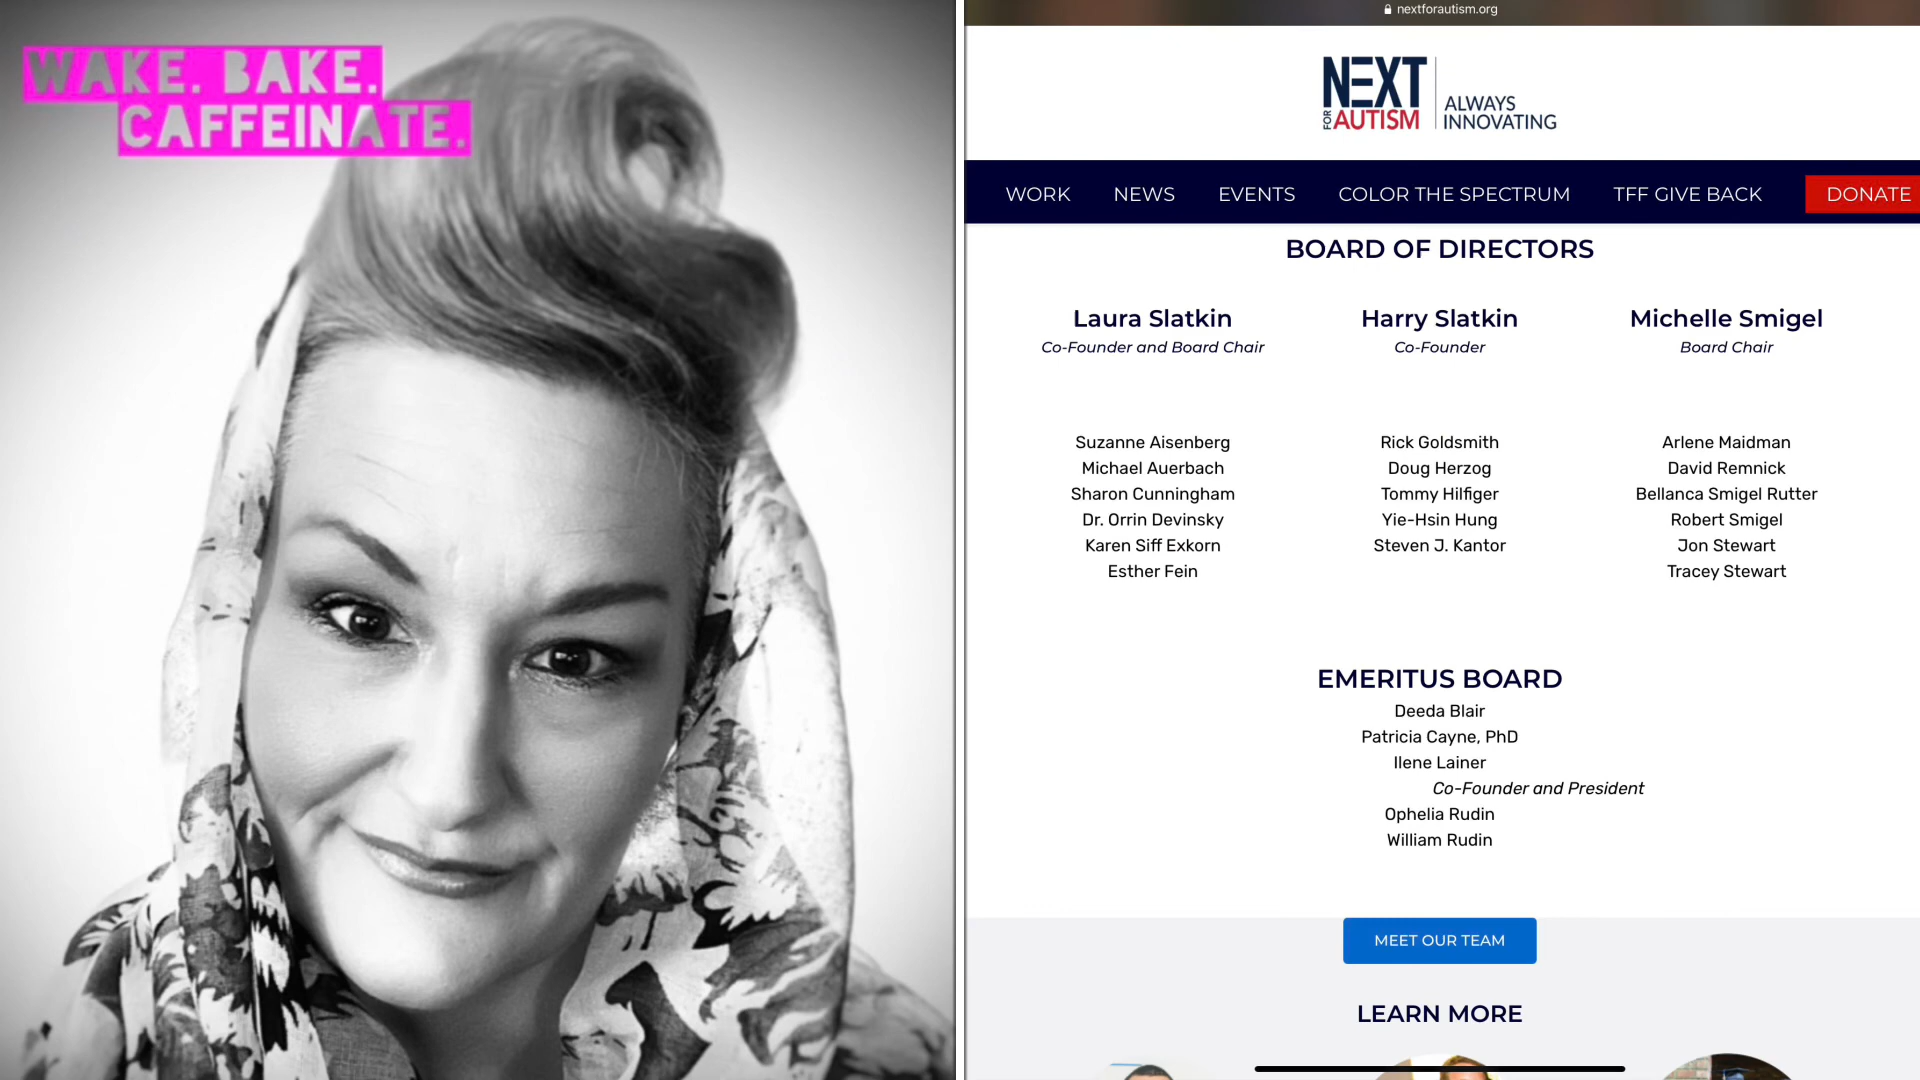 WAKE. BAKE.
CAFFEINATE.
nextforautism.org
NEXT
FOR AUTISM
ALWAYS
INNOVATING
WORK NEWS EVENTS COLOR THE SPECTRUM TFF GIVE BACK DONATE
BOARD OF DIRECTORS
Laura Slatkin
Co-Founder and Board Chair
Harry Slatkin
Co-Founder
Michelle Smigel
Board Chair
Suzanne Aisenberg
Michael Auerbach
Sharon Cunningham
Dr. Orrin Devinsky
Karen Siff Exkorn
Esther Fein
Rick Goldsmith
Doug Herzog
Tommy Hilfiger
Yie-Hsin Hung
Steven J. Kantor
Arlene Maidman
David Remnick
Bellanca Smigel Rutter
Robert Smigel
Jon Stewart
Tracey Stewart
EMERITUS BOARD
Deeda Blair
Patricia Cayne, PhD
Ilene Lainer
Co-Founder and President
Ophelia Rudin
William Rudin
MEET OUR TEAM
LEARN MORE